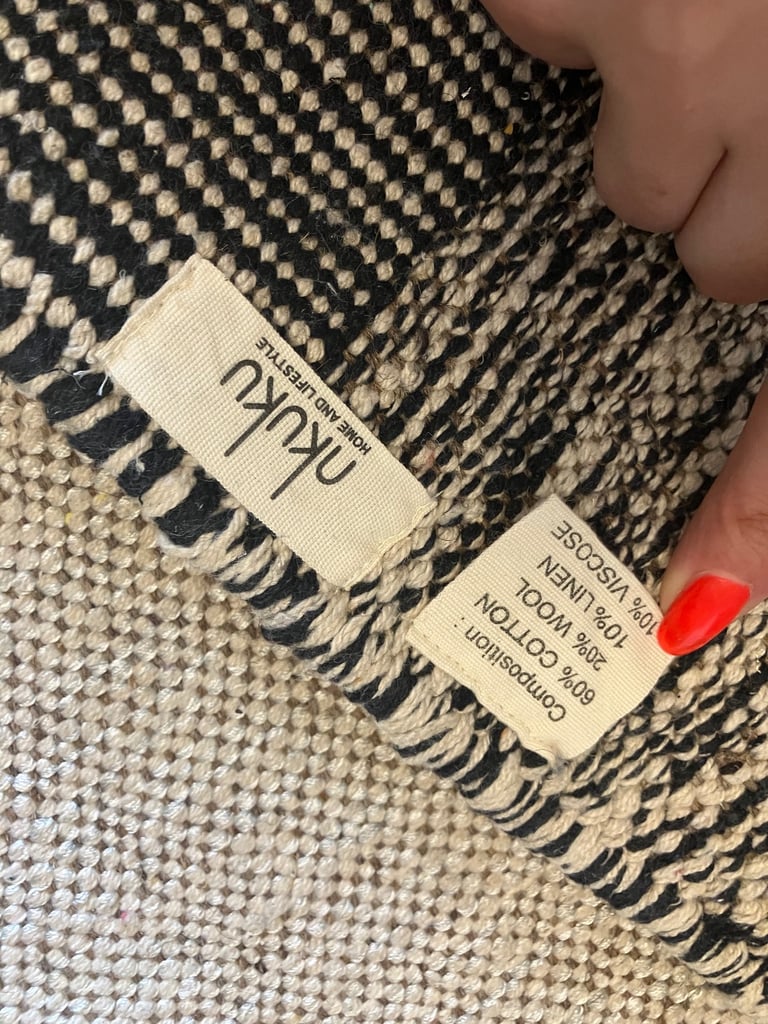 nkuku
HOME AND LIFESTYLE
Composition :
60% COTTON
20% WOOL
10% LINEN
10% VISCOSE